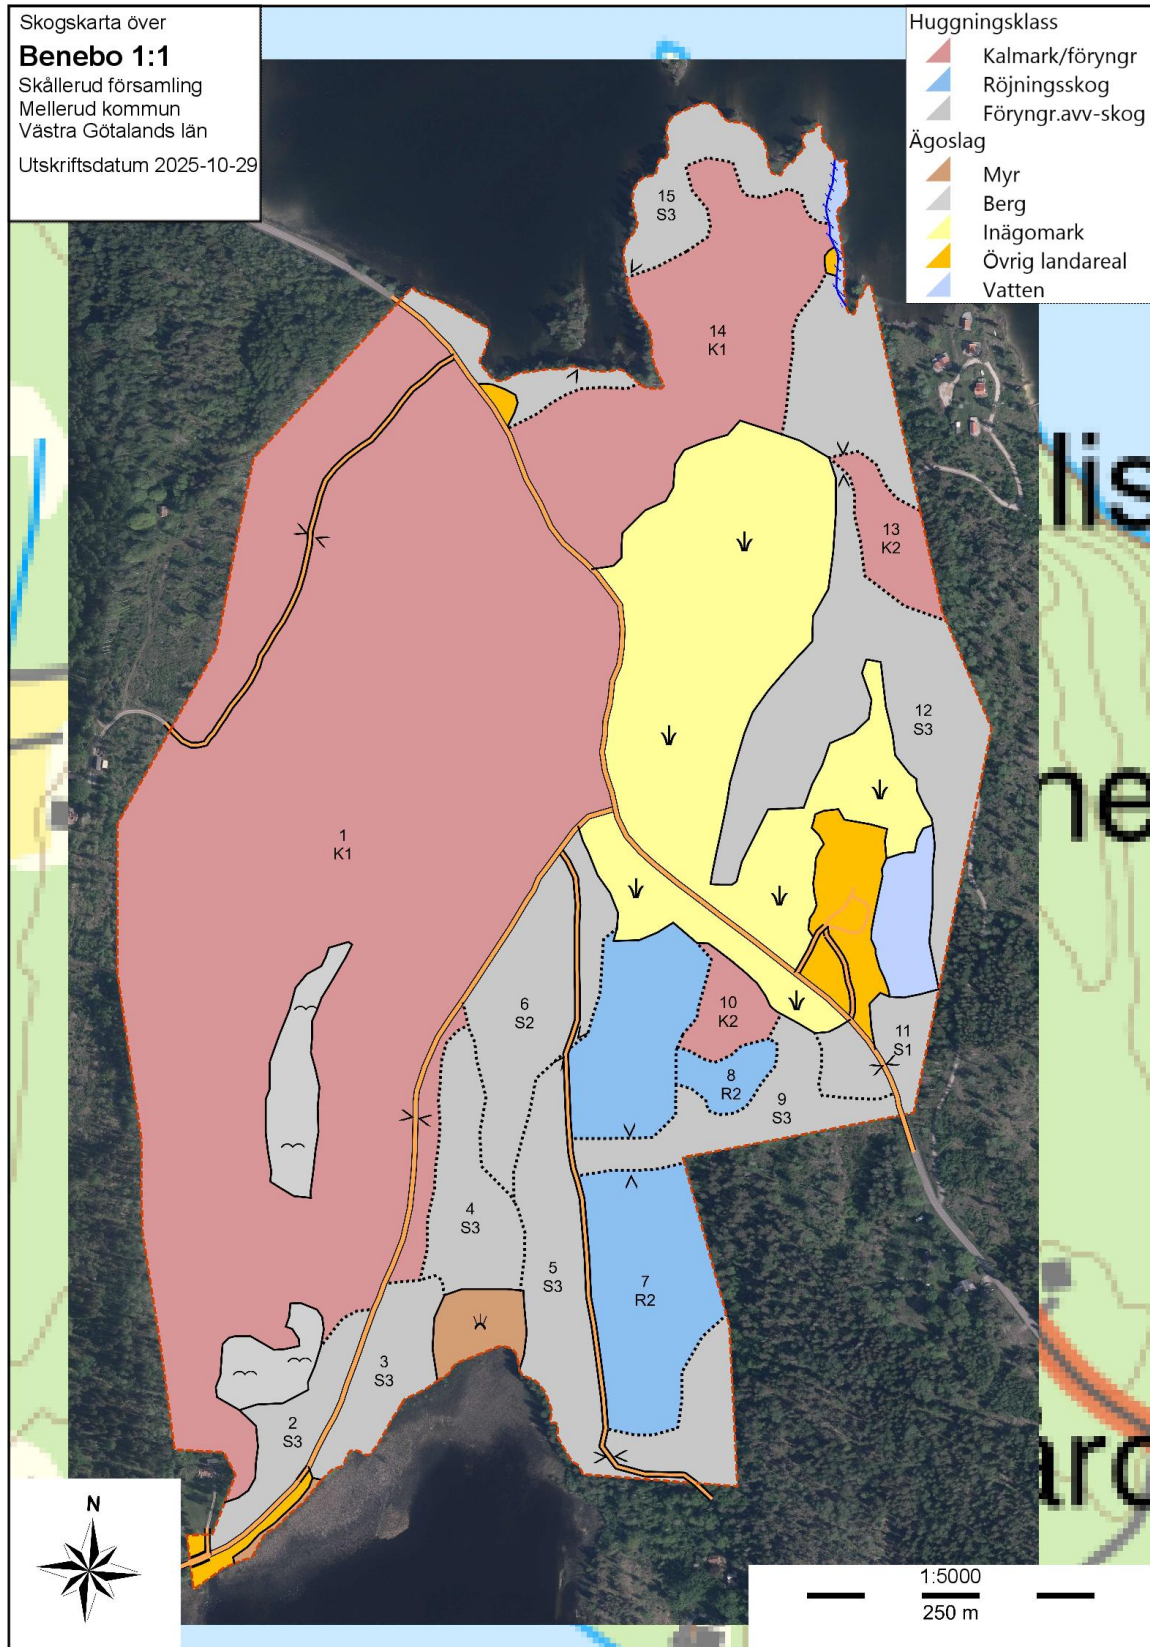 Skogskarta över
Benebo 1:1
Skållerud församling
Mellerud kommun
Västra Götalands län
Utskriftsdatum 2025-10-29
Huggningsklass
Kalmark/föryngr
Röjningsskog
Föryngr.avv-skog
Ägoslag
Myr
Berg
Inägomark
Övrig landareal
Vatten
15
S3
14
K1
13
K2
12
S3
1
K1
6
S2
10
K2
11
S1
8
R2
9
S3
4
S3
5
S3
7
R2
3
S3
2
S3
lis
ne
N
1:5000
250 m